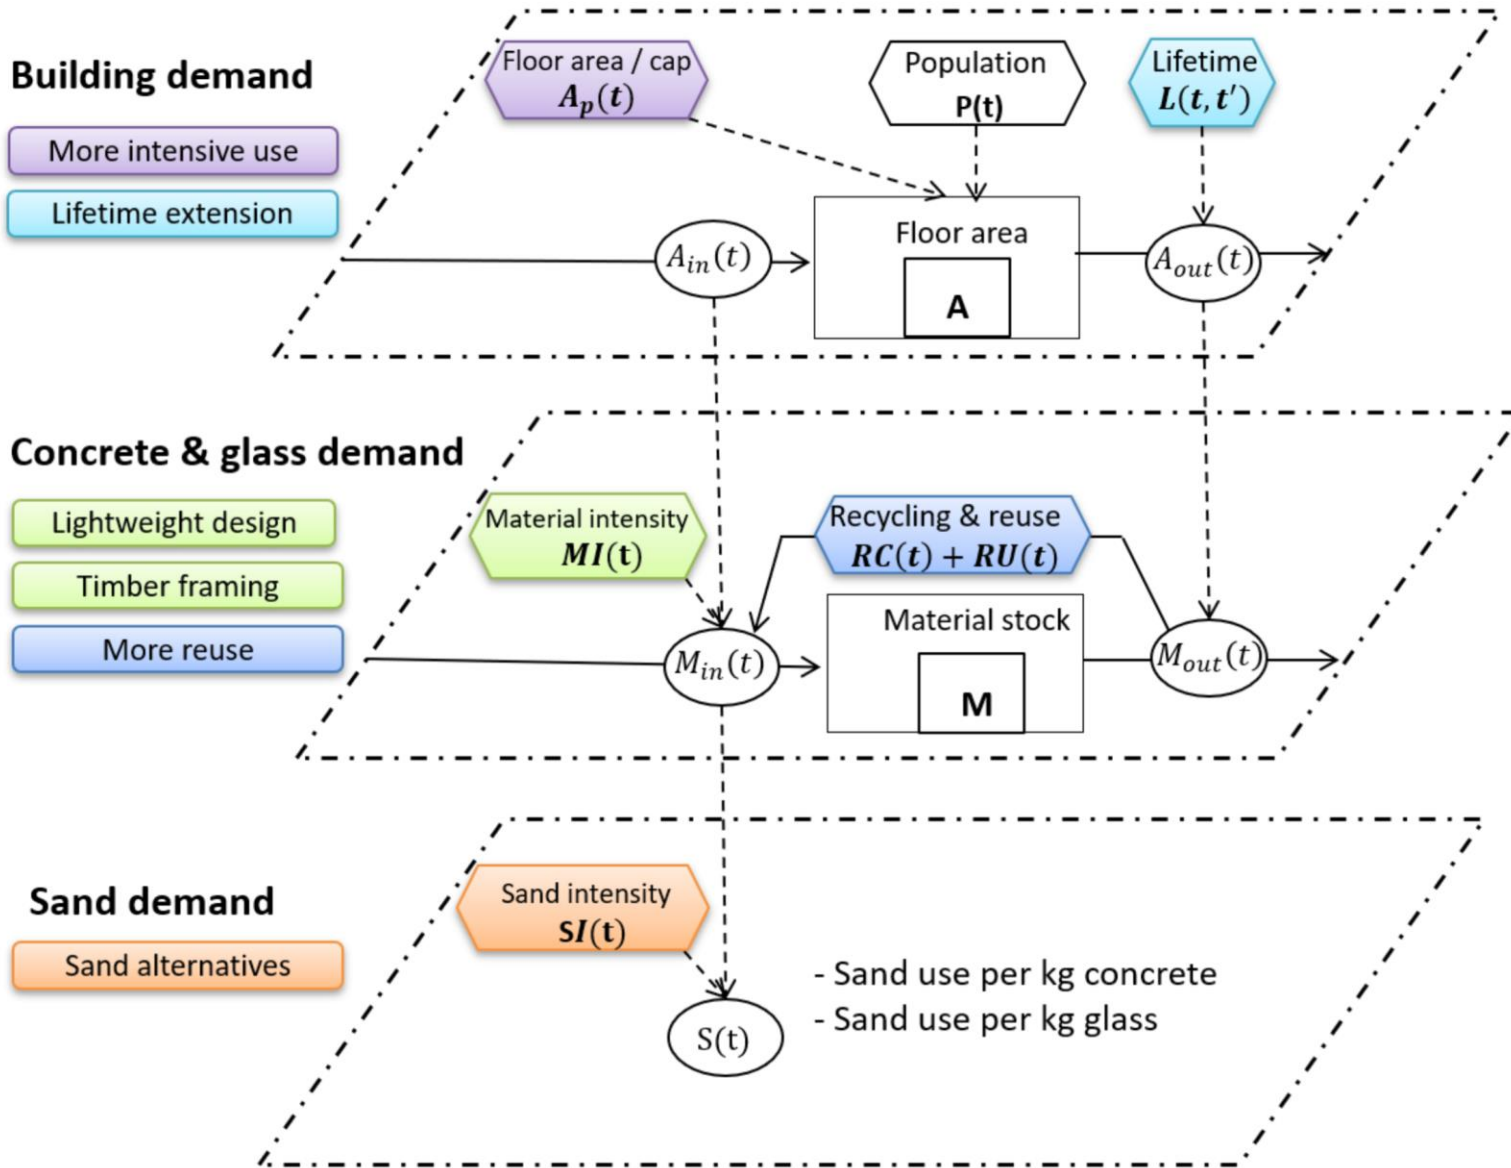 Building demand
More intensive use
Lifetime extension
Floor area / cap
A_p(t)
Population
P(t)
Lifetime
L(t, t′)
A_in(t)
Floor area
A
A_out(t)
Concrete & glass demand
Lightweight design
Timber framing
More reuse
Material intensity
MI(t)
Recycling & reuse
RC(t) + RU(t)
M_in(t)
Material stock
M
M_out(t)
Sand demand
Sand alternatives
Sand intensity
SI(t)
S(t)
- Sand use per kg concrete
- Sand use per kg glass